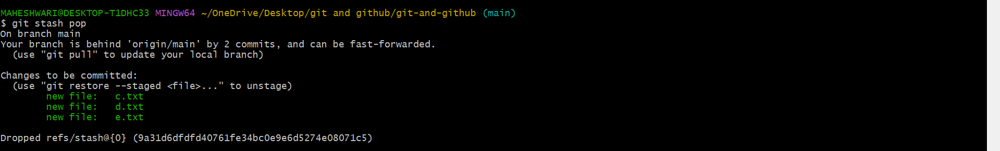 MAHESHWARI@DESKTOP-T1DHC33 MINGW64 ~/OneDrive/Desktop/git and github/git-and-github (main)
$ git stash pop
On branch main
Your branch is behind 'origin/main' by 2 commits, and can be fast-forwarded.
  (use "git pull" to update your local branch)

Changes to be committed:
  (use "git restore --staged <file>..." to unstage)
        new file:   c.txt
        new file:   d.txt
        new file:   e.txt

Dropped refs/stash@{0} (9a31d6dfdfd40761fe34bc0e9e6d5274e08071c5)